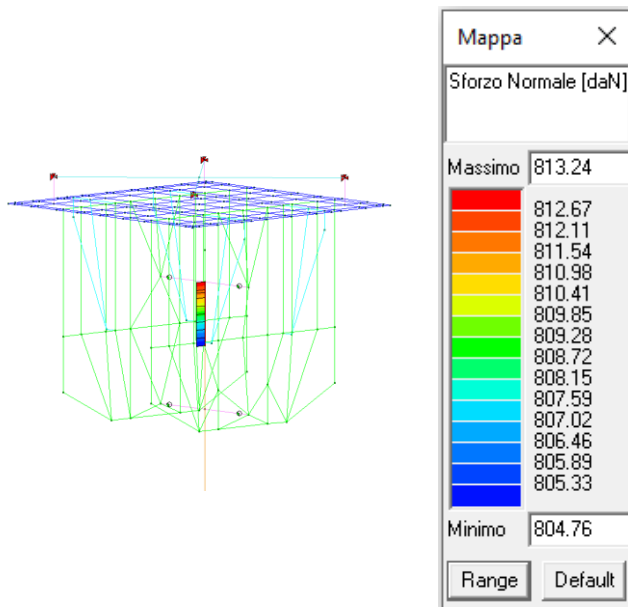 Mappa
Sforzo Normale [daN]
Massimo 813.24
812.67
812.11
811.54
810.98
810.41
809.85
809.28
808.72
808.15
807.59
807.02
806.46
805.89
805.33
Minimo 804.76
Range Default